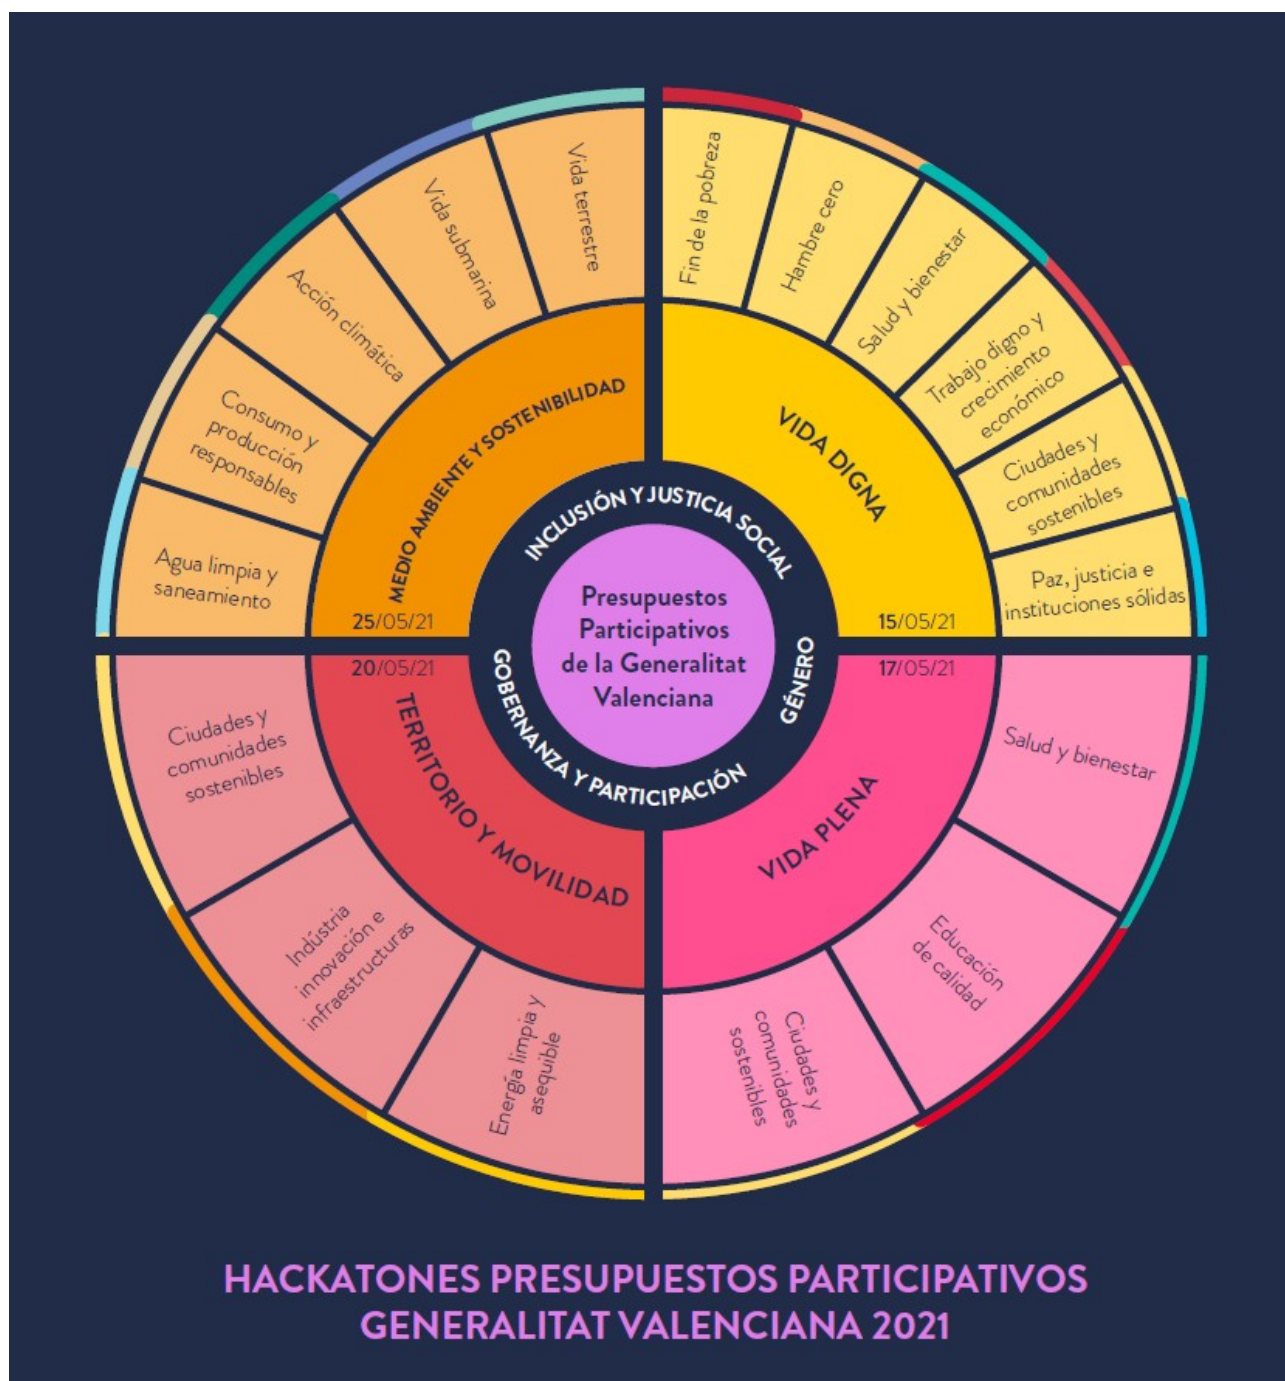 Vida terrestre
Vida submarina
Acción climática
Consumo y
producción
responsables
Agua limpia y
saneamiento
MEDIO AMBIENTE Y SOSTENIBILIDAD
25/05/21
Fin de la pobreza
Hambre cero
Salud y bienestar
Trabajo digno y
crecimiento
económico
Ciudades y
comunidades
sostenibles
Paz, justicia e
instituciones sólidas
VIDA DIGNA
15/05/21
INCLUSIÓN Y JUSTICIA SOCIAL
GÉNERO
GOBERNANZA Y PARTICIPACIÓN
Presupuestos
Participativos
de la Generalitat
Valenciana
20/05/21
TERRITORIO Y MOVILIDAD
Ciudades y
comunidades
sostenibles
Indústria
innovación e
infraestructuras
Energía limpia y
asequible
17/05/21
VIDA PLENA
Salud y bienestar
Educación
de calidad
Ciudades y
comunidades
sostenibles
HACKATONES PRESUPUESTOS PARTICIPATIVOS
GENERALITAT VALENCIANA 2021